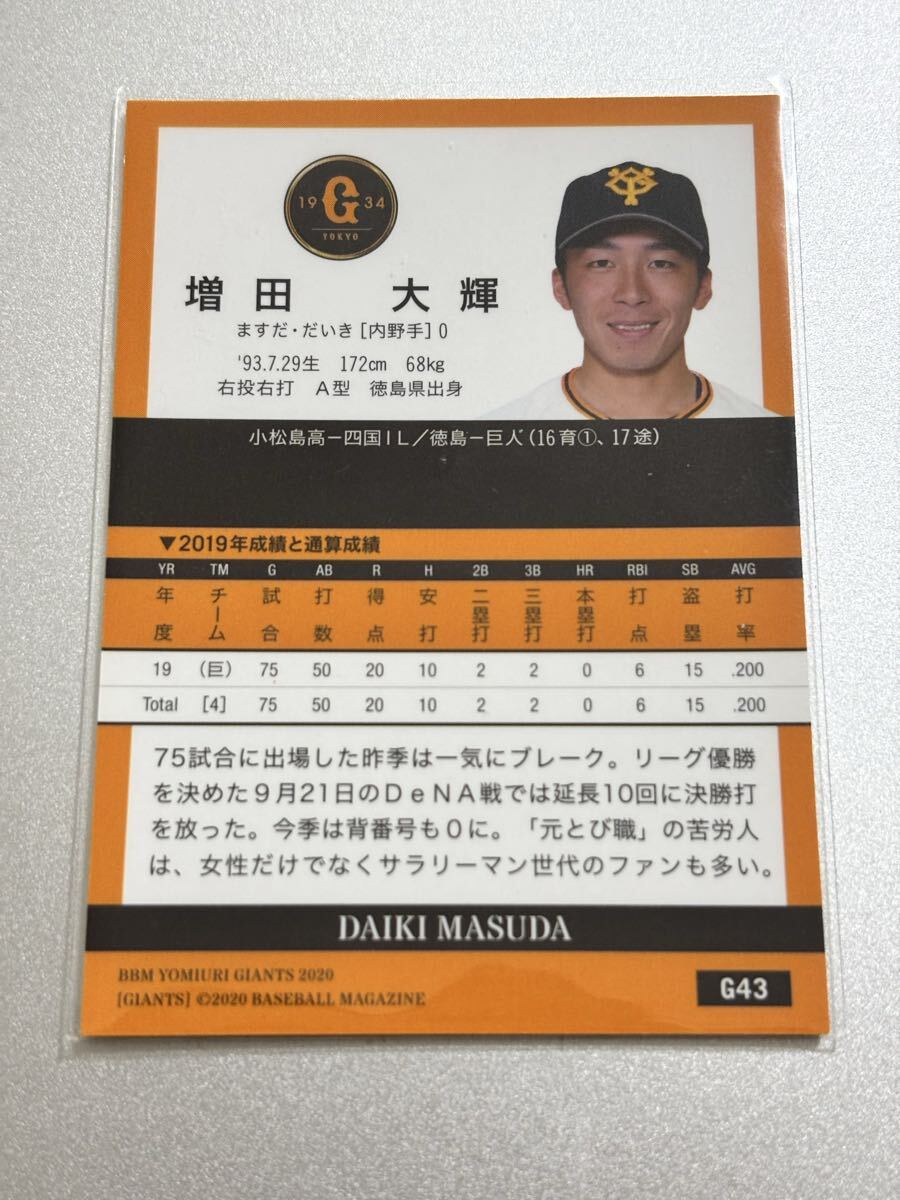 19 G 34
YOKYO
増田 大輝
ますだ・だいき [内野手] 0
'93.7.29生 172cm 68kg
右投右打 A型 徳島県出身
小松島高−四国IL/徳島−巨人(16育①、17途)
▼2019年成績と通算成績
YR TM G AB R H 2B 3B HR RBI SB AVG
年度 チーム 試合 打数 得点 安打 二塁打 三塁打 本塁打 打点 盗塁 打率
19 (巨) 75 50 20 10 2 2 0 6 15 .200
Total [4] 75 50 20 10 2 2 0 6 15 .200
75試合に出場した昨季は一気にブレーク。リーグ優勝
を決めた9月21日のDeNA戦では延長10回に決勝打
を放った。今季は背番号も0に。「元とび職」の苦労人
は、女性だけでなくサラリーマン世代のファンも多い。
DAIKI MASUDA
BBM YOMIURI GIANTS 2020
[GIANTS] ©2020 BASEBALL MAGAZINE
G43